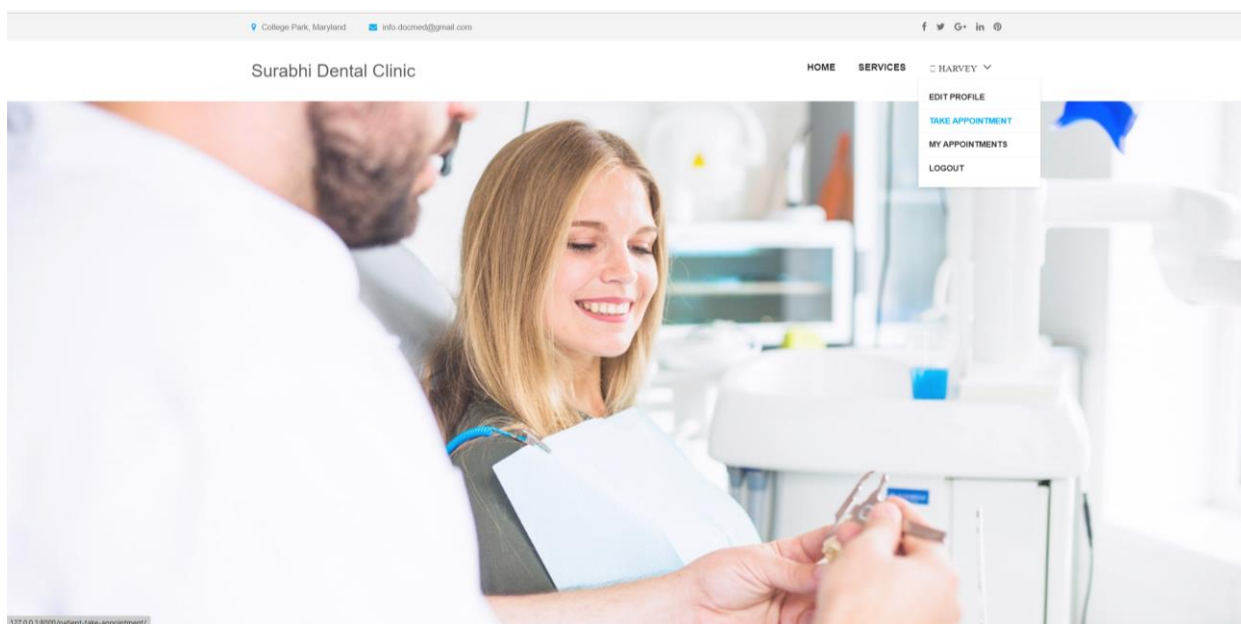 College Park, Maryland info.docmed@gmail.com
Surabhi Dental Clinic HOME SERVICES HARVEY
EDIT PROFILE
TAKE APPOINTMENT
MY APPOINTMENTS
LOGOUT
127.0.0.1:8000/patient-take-appointment/